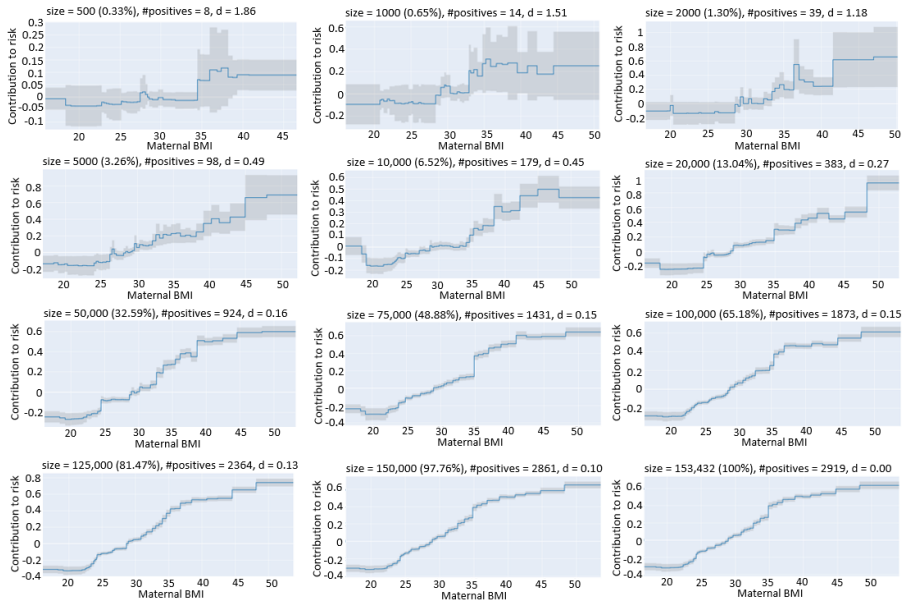 size = 500 (0.33%), #positives = 8, d = 1.86
Contribution to risk
0.3
0.25
0.2
0.15
0.1
0.05
0
-0.05
-0.1
20 25 30 35 40 45
Maternal BMI
size = 1000 (0.65%), #positives = 14, d = 1.51
Contribution to risk
0.6
0.4
0.2
0
-0.2
20 25 30 35 40 45 50
Maternal BMI
size = 2000 (1.30%), #positives = 39, d = 1.18
Contribution to risk
1
0.8
0.6
0.4
0.2
0
-0.2
20 25 30 35 40 45 50
Maternal BMI
size = 5000 (3.26%), #positives = 98, d = 0.49
Contribution to risk
0.8
0.6
0.4
0.2
0
-0.2
20 25 30 35 40 45 50
Maternal BMI
size = 10,000 (6.52%), #positives = 179, d = 0.45
Contribution to risk
0.6
0.5
0.4
0.3
0.2
0.1
0
-0.1
-0.2
20 25 30 35 40 45 50
Maternal BMI
size = 20,000 (13.04%), #positives = 383, d = 0.27
Contribution to risk
1
0.8
0.6
0.4
0.2
0
-0.2
20 25 30 35 40 45 50
Maternal BMI
size = 50,000 (32.59%), #positives = 924, d = 0.16
Contribution to risk
0.6
0.4
0.2
0
-0.2
20 25 30 35 40 45 50
Maternal BMI
size = 75,000 (48.88%), #positives = 1431, d = 0.15
Contribution to risk
0.6
0.4
0.2
0
-0.2
20 25 30 35 40 45 50
Maternal BMI
size = 100,000 (65.18%), #positives = 1873, d = 0.15
Contribution to risk
0.6
0.4
0.2
0
-0.2
20 25 30 35 40 45 50
Maternal BMI
size = 125,000 (81.47%), #positives = 2364, d = 0.13
Contribution to risk
0.8
0.6
0.4
0.2
0
-0.2
-0.4
20 25 30 35 40 45 50
Maternal BMI
size = 150,000 (97.76%), #positives = 2861, d = 0.10
Contribution to risk
0.6
0.4
0.2
0
-0.2
-0.4
20 25 30 35 40 45 50
Maternal BMI
size = 153,432 (100%), #positives = 2919, d = 0.00
Contribution to risk
0.6
0.4
0.2
0
-0.2
-0.4
20 25 30 35 40 45 50
Maternal BMI